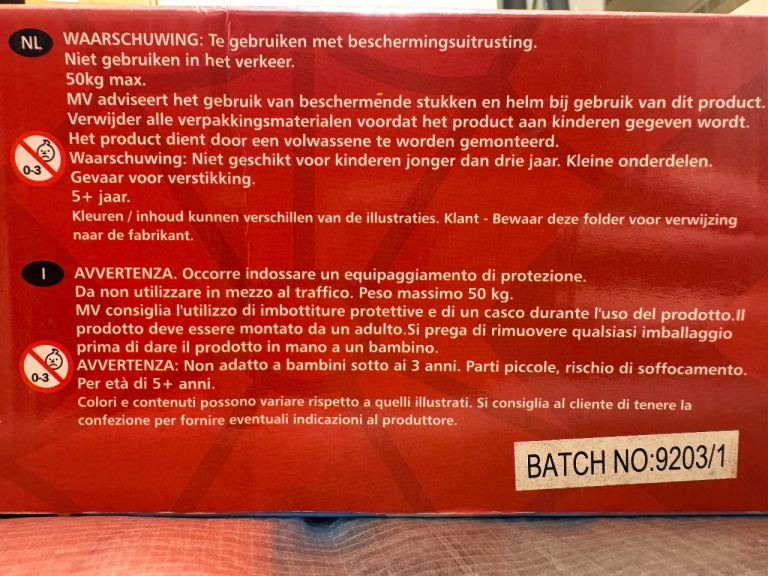 NL WAARSCHUWING: Te gebruiken met beschermingsuitrusting.
Niet gebruiken in het verkeer.
50kg max.
MV adviseert het gebruik van beschermende stukken en helm bij gebruik van dit product.
Verwijder alle verpakkingsmaterialen voordat het product aan kinderen gegeven wordt.
Het product dient door een volwassene te worden gemonteerd.
Waarschuwing: Niet geschikt voor kinderen jonger dan drie jaar. Kleine onderdelen.
0-3
Gevaar voor verstikking.
5+ jaar.
Kleuren / inhoud kunnen verschillen van de illustraties. Klant - Bewaar deze folder voor verwijzing
naar de fabrikant.
I AVVERTENZA. Occorre indossare un equipaggiamento di protezione.
Da non utilizzare in mezzo al traffico. Peso massimo 50 kg.
MV consiglia l'utilizzo di imbottiture protettive e di un casco durante l'uso del prodotto.Il
prodotto deve essere montato da un adulto.Si prega di rimuovere qualsiasi imballaggio
prima di dare il prodotto in mano a un bambino.
AVVERTENZA: Non adatto a bambini sotto ai 3 anni. Parti piccole, rischio di soffocamento.
0-3
Per età di 5+ anni.
Colori e contenuti possono variare rispetto a quelli illustrati. Si consiglia al cliente di tenere la
confezione per fornire eventuali indicazioni al produttore.
BATCH NO:9203/1